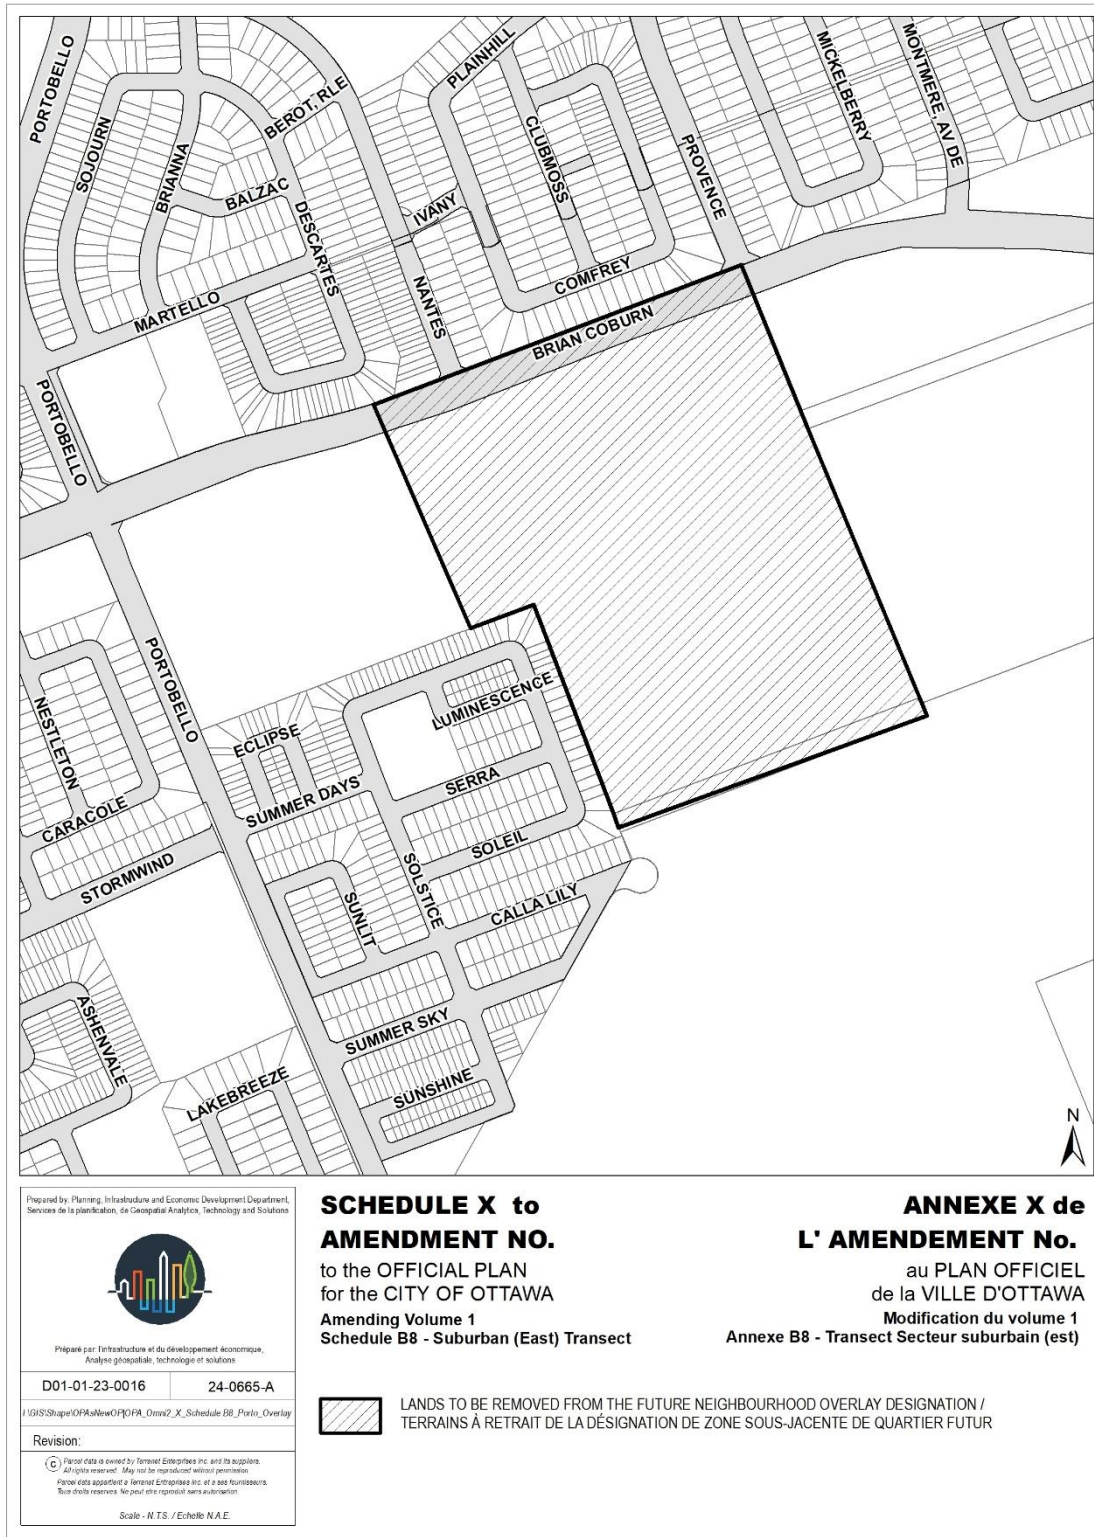 PORTOBELLO
SOJOURN
BRIANNA
BEROT, RLE
BALZAC
DESCARTES
MARTELLO
PLAINHILL
CLUBMOSS
IVANY
NANTES
COMFREY
PROVENCE
MICKELBERRY
MONTMERE, AV DE
BRIAN COBURN
PORTOBELLO
PORTOBELLO
NESTLETON
CARACOLE
STORMWIND
ECLIPSE
SUMMER DAYS
LUMINESCENCE
SERRA
SOLEIL
SOLSTICE
SUNLIT
CALLA LILY
SUMMER SKY
SUNSHINE
ASHENVALE
LAKEBREEZE
N
Prepared by: Planning, Infrastructure and Economic Development Department,
Services de la planification, de Geospatial Analytics, Technology and Solutions
Préparé par: l'infrastructure et du développement économique,
Analyse géospatiale, technologie et solutions
D01-01-23-0016 24-0665-A
I:\GIS\Shape\OPAsNewOP\OPA_Omni2_X_Schedule B8_Porto_Overlay
Revision:
© Parcel data is owned by Teranet Enterprises Inc. and its suppliers.
All rights reserved. May not be reproduced without permission
Parcel data appartient a Teranet Entreprises inc. et a ses fournisseurs.
Tous droits reserves. Ne peut etre reproduit sans autorisation.
Scale - N.T.S. / Echelle N.A.E.
SCHEDULE X to
AMENDMENT NO.
to the OFFICIAL PLAN
for the CITY OF OTTAWA
Amending Volume 1
Schedule B8 - Suburban (East) Transect
ANNEXE X de
L' AMENDEMENT No.
au PLAN OFFICIEL
de la VILLE D'OTTAWA
Modification du volume 1
Annexe B8 - Transect Secteur suburbain (est)
LANDS TO BE REMOVED FROM THE FUTURE NEIGHBOURHOOD OVERLAY DESIGNATION /
TERRAINS À RETRAIT DE LA DÉSIGNATION DE ZONE SOUS-JACENTE DE QUARTIER FUTUR